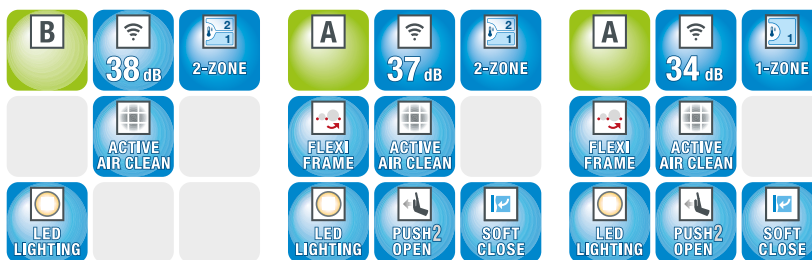 B
38 dB
2
1
2-ZONE
ACTIVE
AIR CLEAN
LED
LIGHTING
A
37 dB
2
1
2-ZONE
FLEXI
FRAME
ACTIVE
AIR CLEAN
LED
LIGHTING
PUSH2
OPEN
SOFT
CLOSE
A
34 dB
1
1-ZONE
FLEXI
FRAME
ACTIVE
AIR CLEAN
LED
LIGHTING
PUSH2
OPEN
SOFT
CLOSE